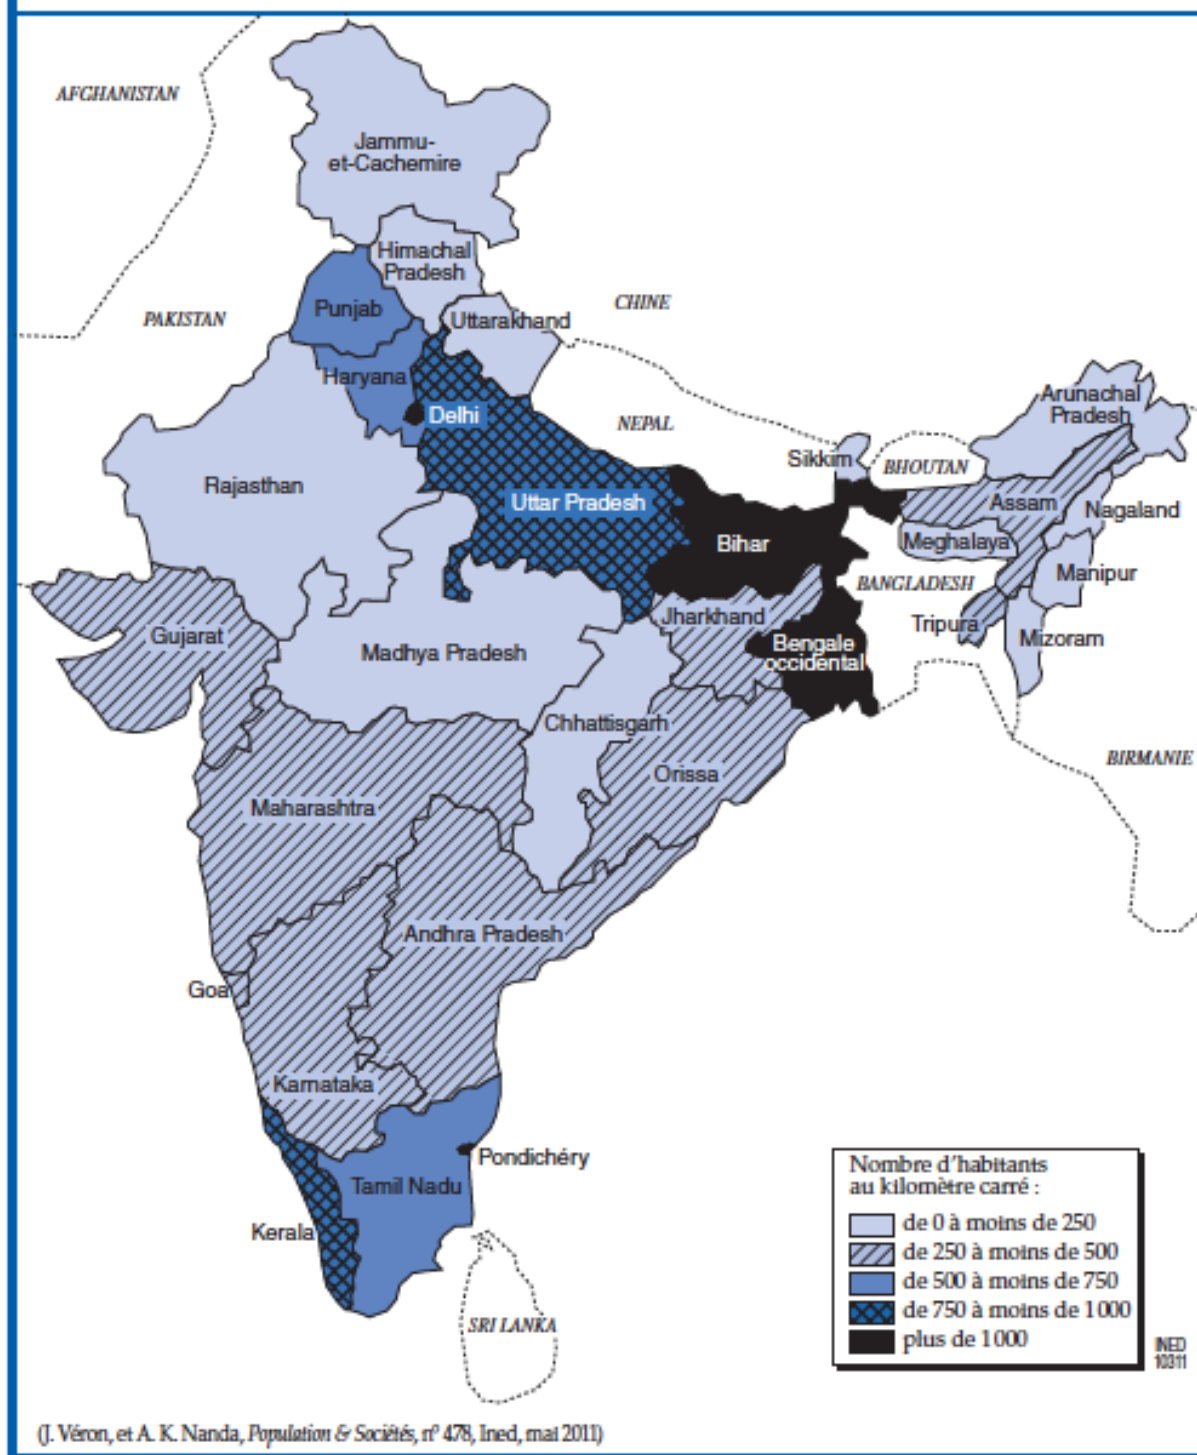 AFGHANISTAN
Jammu-
et-Cachemire
Himachal
Pradesh
CHINE
Punjab
PAKISTAN
Uttarakhand
Haryana
Delhi
NEPAL
Arunachal
Pradesh
Sikkim
BHOUTAN
Rajasthan
Uttar Pradesh
Assam
Nagaland
Bihar
Meghalaya
Manipur
BANGLADESH
Jharkhand
Tripura
Mizoram
Gujarat
Madhya Pradesh
Bengale
occidental
Chhattisgarh
Orissa
BIRMANIE
Maharashtra
Andhra Pradesh
Goa
Karnataka
Pondichéry
Tamil Nadu
Kerala
SRI LANKA
Nombre d'habitants
au kilomètre carré :
de 0 à moins de 250
de 250 à moins de 500
de 500 à moins de 750
de 750 à moins de 1000
plus de 1000
INED
10311
(J. Véron, et A. K. Nanda, Population & Sociétés, n° 478, Ined, mai 2011)